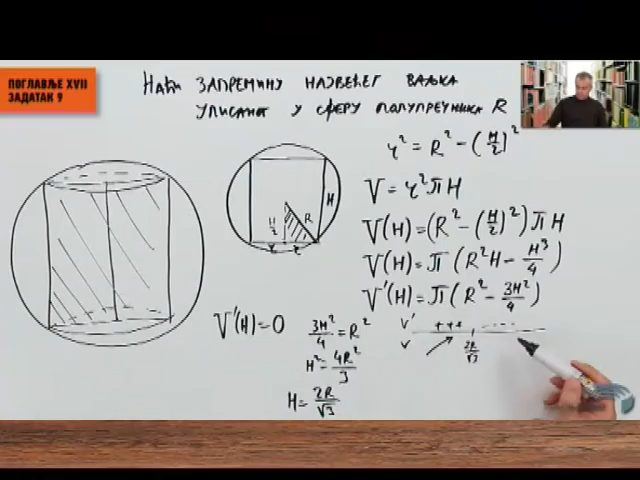 ПОГЛАВЉЕ XVII
ЗАДАТАК 9
НАЋИ ЗАПРЕМИНУ НАЈВЕЋЕГ ВАЉКА
УПИСАНОГ У СФЕРУ ПОЛУПРЕЧНИКА R
r² = R² - (H/2)²
V = r²πH
V(H) = (R² - (H/2)²)πH
V(H) = π(R²H - H³/4)
V'(H) = π(R² - 3H²/4)
H
H/2
R
r
r
V'(H) = 0
3H²/4 = R²
H² = 4R²/3
H = 2R/√3
V' +++ ----
V
2R/√3